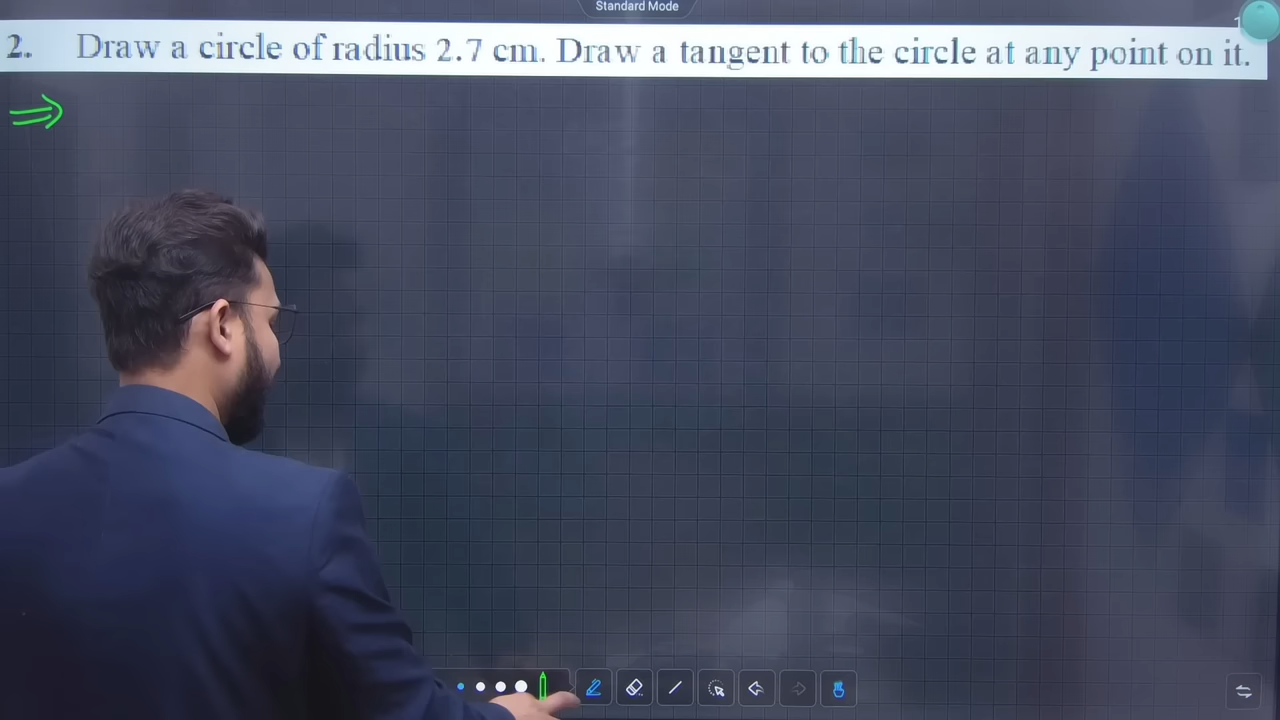 Standard Mode
2. Draw a circle of radius 2.7 cm. Draw a tangent to the circle at any point on it.